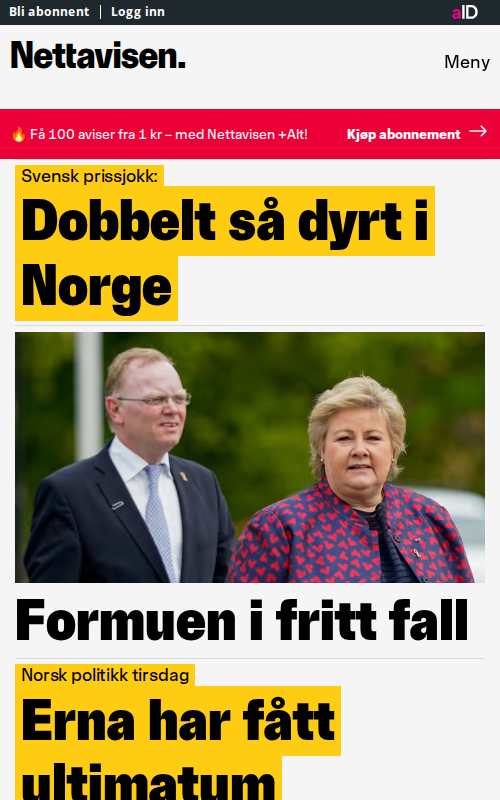 Bli abonnent
Logg inn
aID
Nettavisen.
Meny
🔥 Få 100 aviser fra 1 kr – med Nettavisen +Alt!
Kjøp abonnement →
Svensk prissjokk:
Dobbelt så dyrt i
Norge
Formuen i fritt fall
Norsk politikk tirsdag
Erna har fått
ultimatum